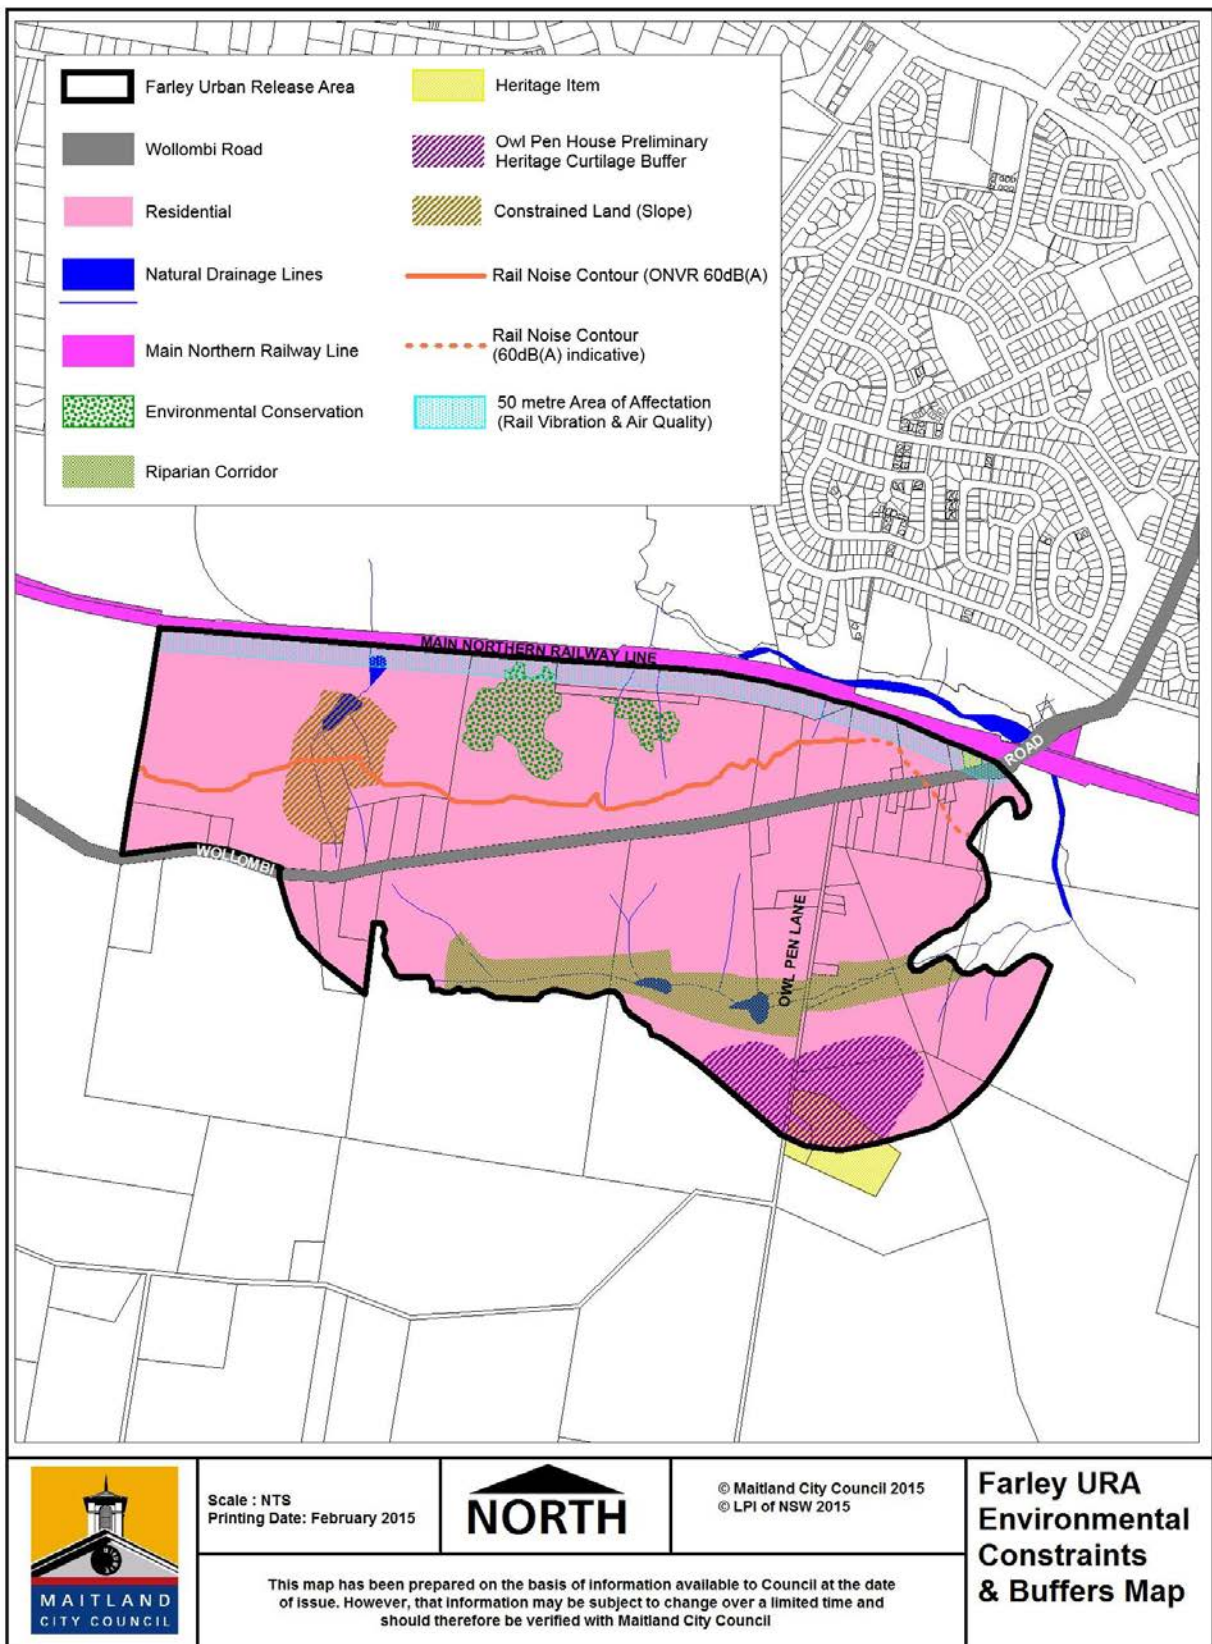 Farley Urban Release Area
Wollombi Road
Residential
Natural Drainage Lines
Main Northern Railway Line
Environmental Conservation
Riparian Corridor
Heritage Item
Owl Pen House Preliminary
Heritage Curtilage Buffer
Constrained Land (Slope)
Rail Noise Contour (ONVR 60dB(A)
Rail Noise Contour
(60dB(A) indicative)
50 metre Area of Affectation
(Rail Vibration & Air Quality)
MAIN NORTHERN RAILWAY LINE
ROAD
WOLLOMBI
OWL PEN LANE
MAITLAND
CITY COUNCIL
Scale : NTS
Printing Date: February 2015
NORTH
© Maitland City Council 2015
© LPI of NSW 2015
This map has been prepared on the basis of information available to Council at the date
of issue. However, that information may be subject to change over a limited time and
should therefore be verified with Maitland City Council
Farley URA
Environmental
Constraints
& Buffers Map